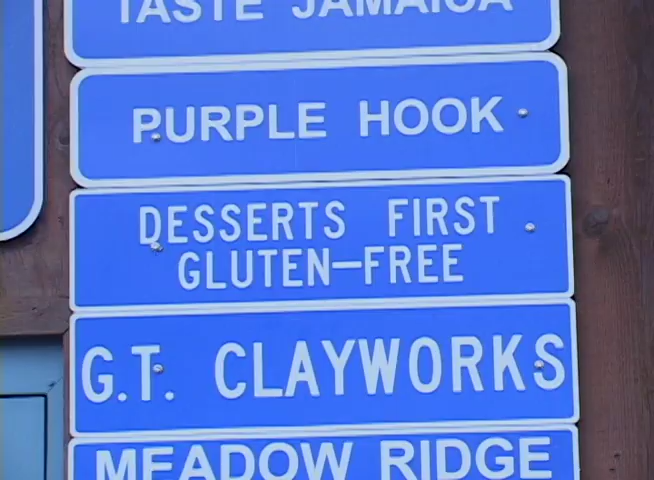 TASTE JAMAICA
PURPLE HOOK
DESSERTS FIRST
GLUTEN-FREE
G.T. CLAYWORKS
MEADOW RIDGE